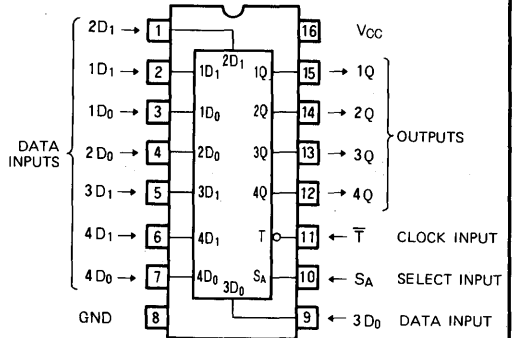 2D₁ → 1 2D₁ 16 VCC
1D₁ → 2 1D₁ 1Q 15 → 1Q
1D₀ → 3 1D₀ 2Q 14 → 2Q
2D₀ → 4 2D₀ 3Q 13 → 3Q
3D₁ → 5 3D₁ 4Q 12 → 4Q
4D₁ → 6 4D₁ T 11 ← T̅ CLOCK INPUT
4D₀ → 7 4D₀ SA 10 ← SA SELECT INPUT
GND 8 3D₀ 9 ← 3D₀ DATA INPUT
DATA
INPUTS
OUTPUTS